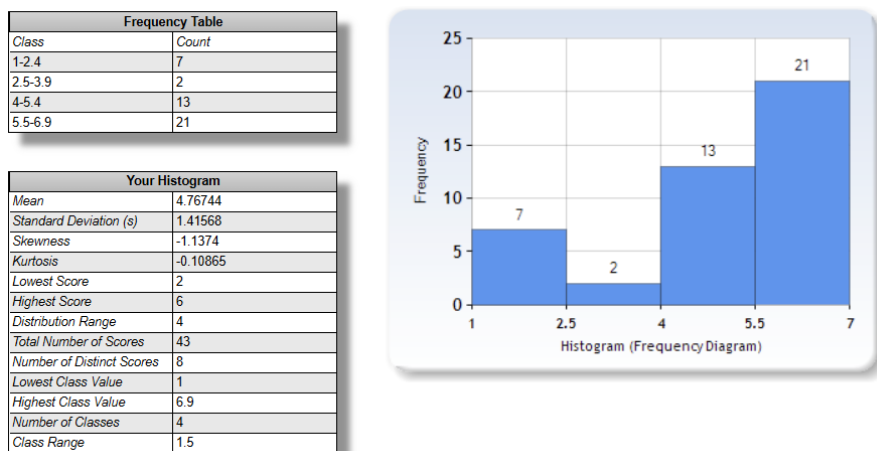 Frequency Table
Class Count
1-2.4 7
2.5-3.9 2
4-5.4 13
5.5-6.9 21
Your Histogram
Mean 4.76744
Standard Deviation (s) 1.41568
Skewness -1.1374
Kurtosis -0.10865
Lowest Score 2
Highest Score 6
Distribution Range 4
Total Number of Scores 43
Number of Distinct Scores 8
Lowest Class Value 1
Highest Class Value 6.9
Number of Classes 4
Class Range 1.5
25
20
15
10
5
0
Frequency
7
2
13
21
1 2.5 4 5.5 7
Histogram (Frequency Diagram)